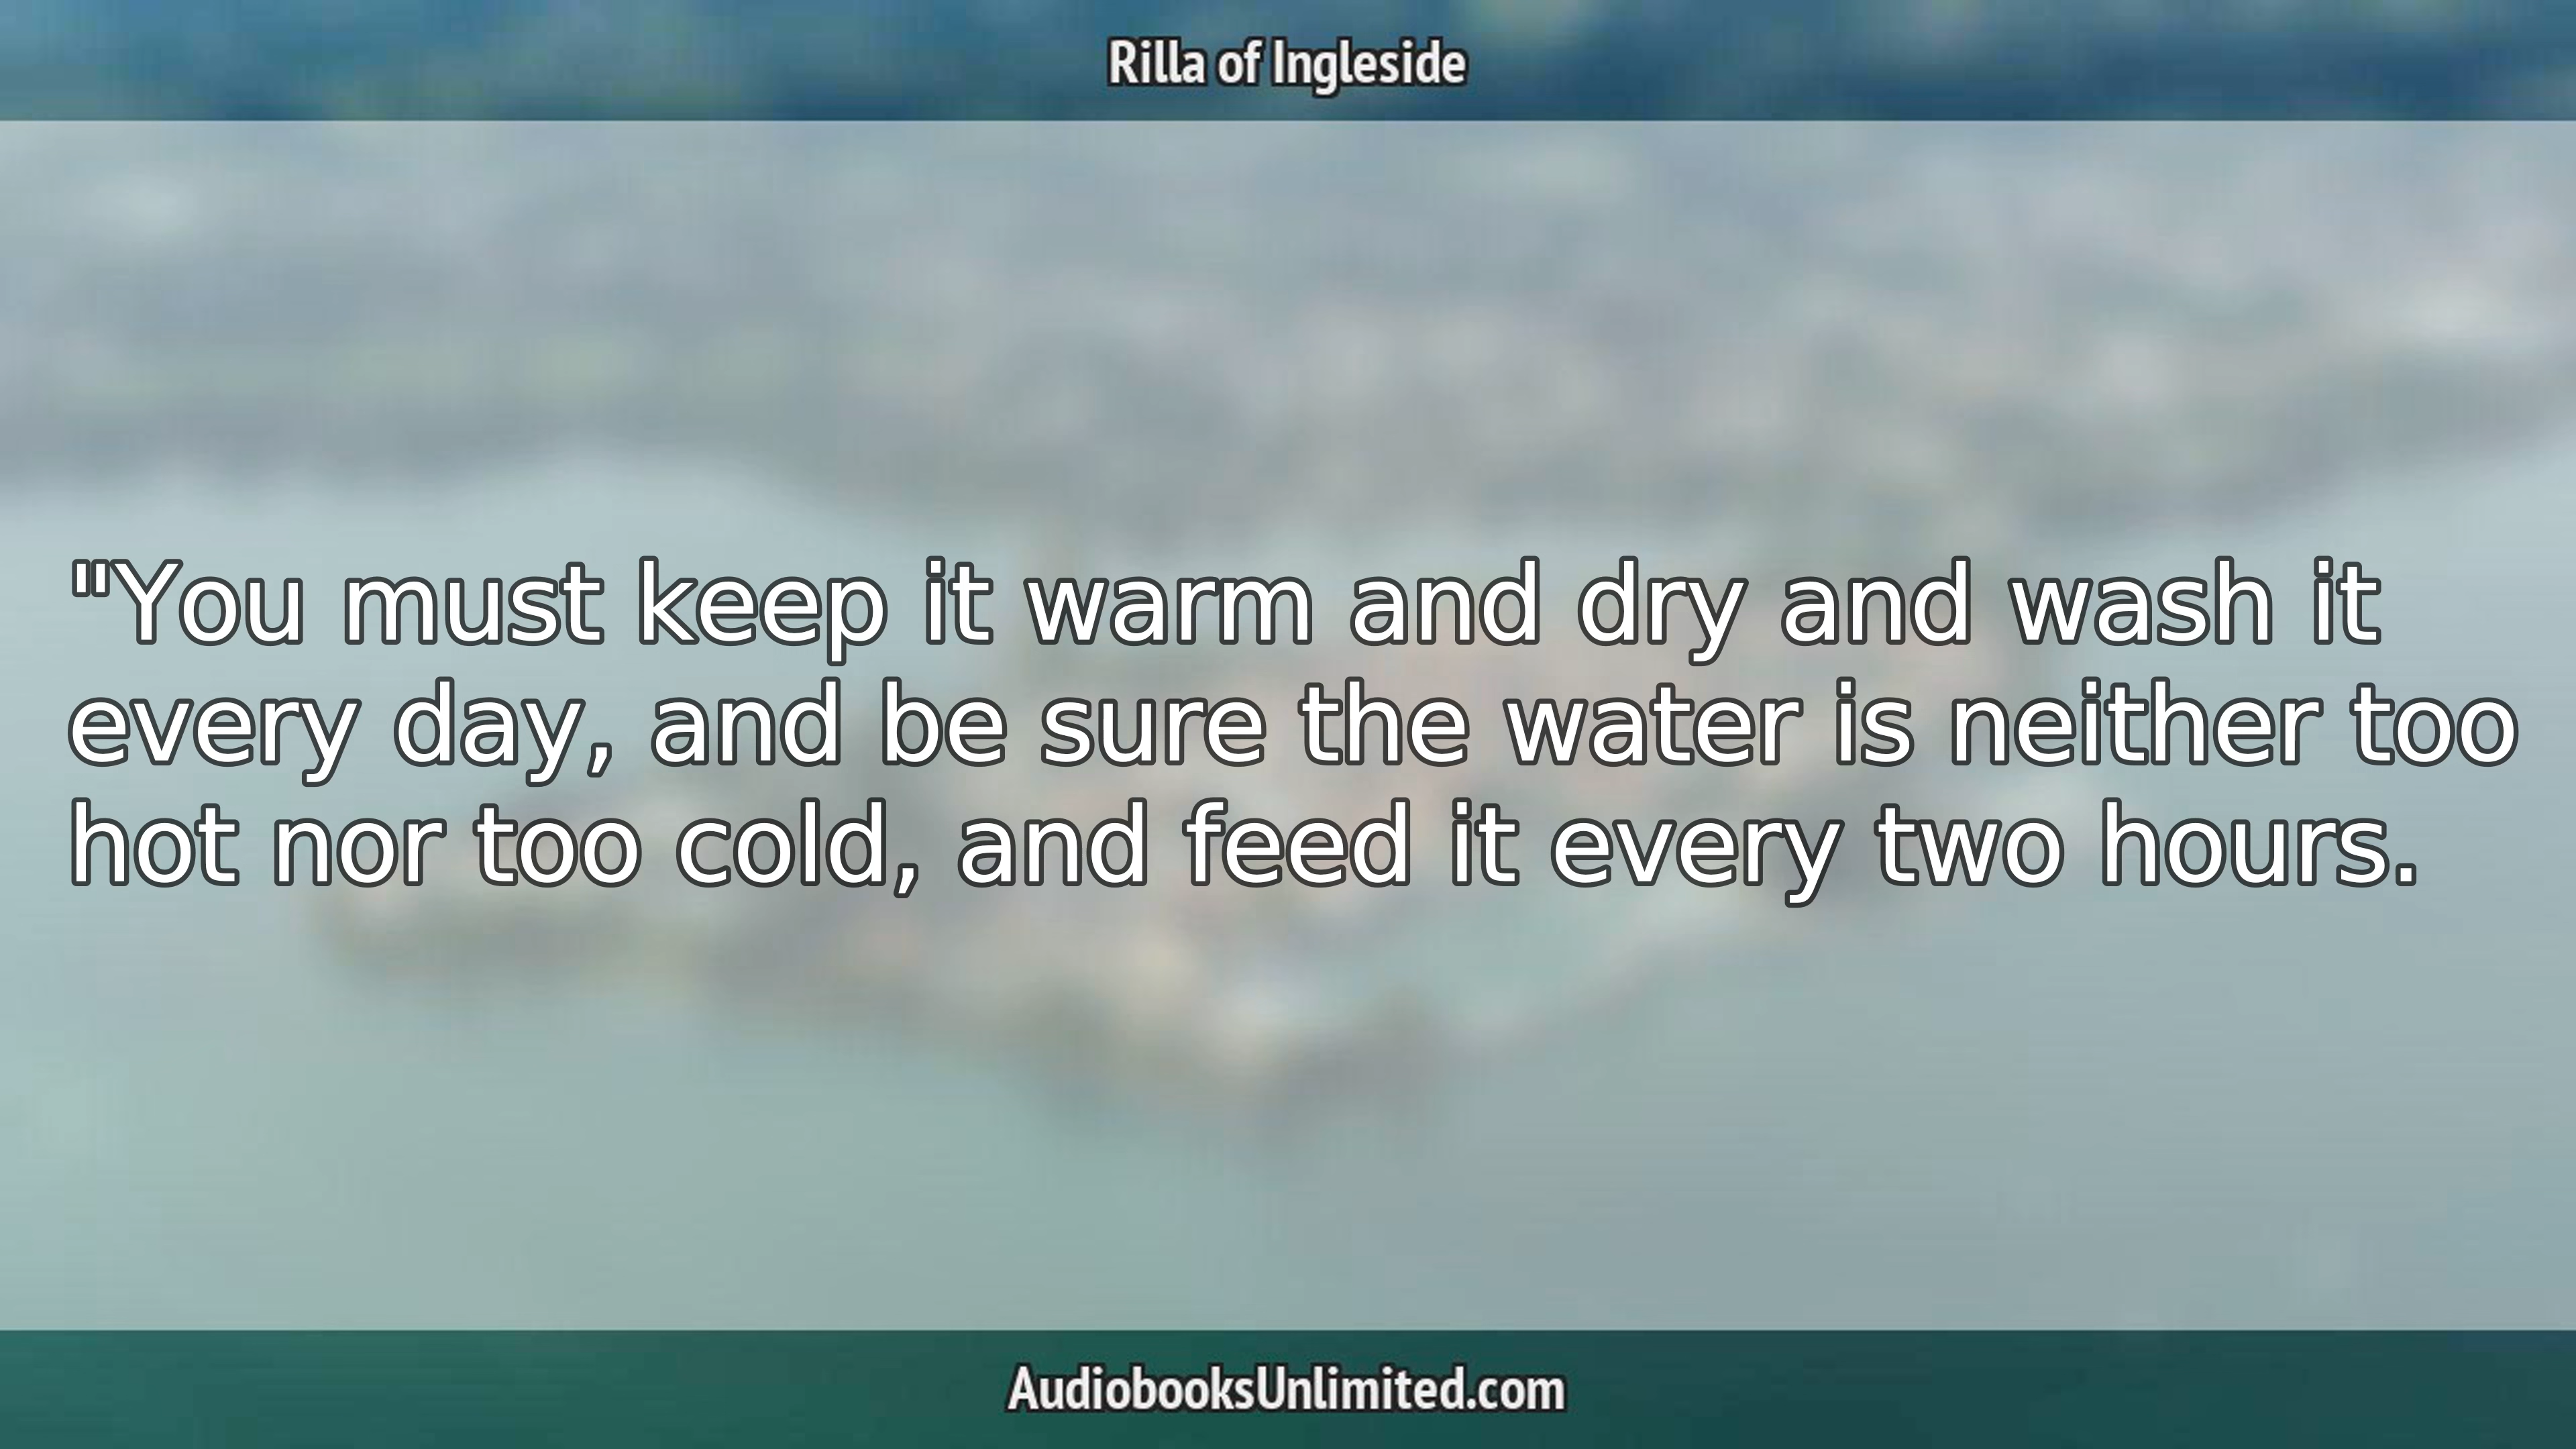 Rilla of Ingleside
"You must keep it warm and dry and wash it
every day, and be sure the water is neither too
hot nor too cold, and feed it every two hours.
AudiobooksUnlimited.com